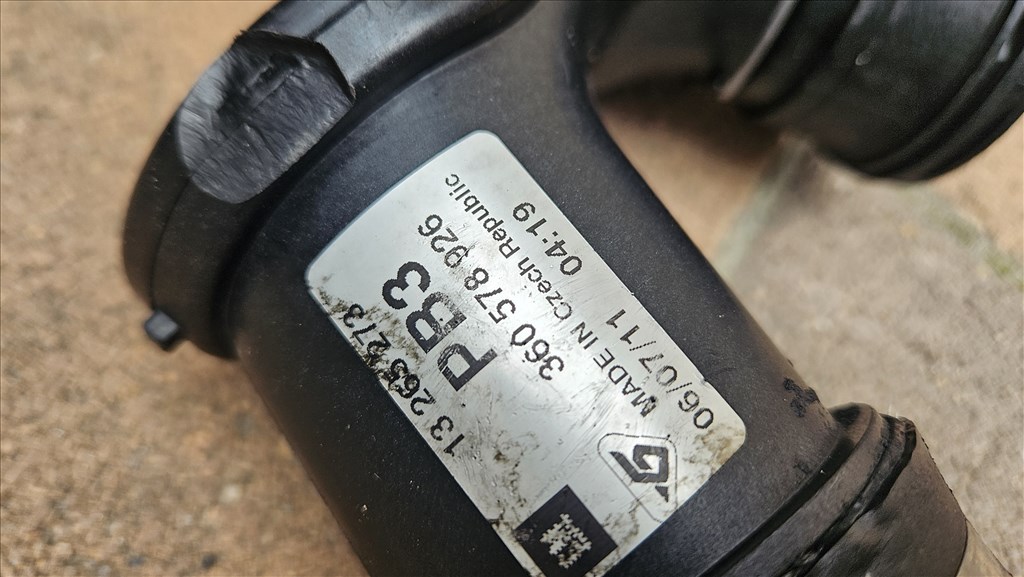 13 265 273
PB3
360 578 926
MADE IN Czech Republic
06/07/11 04:19